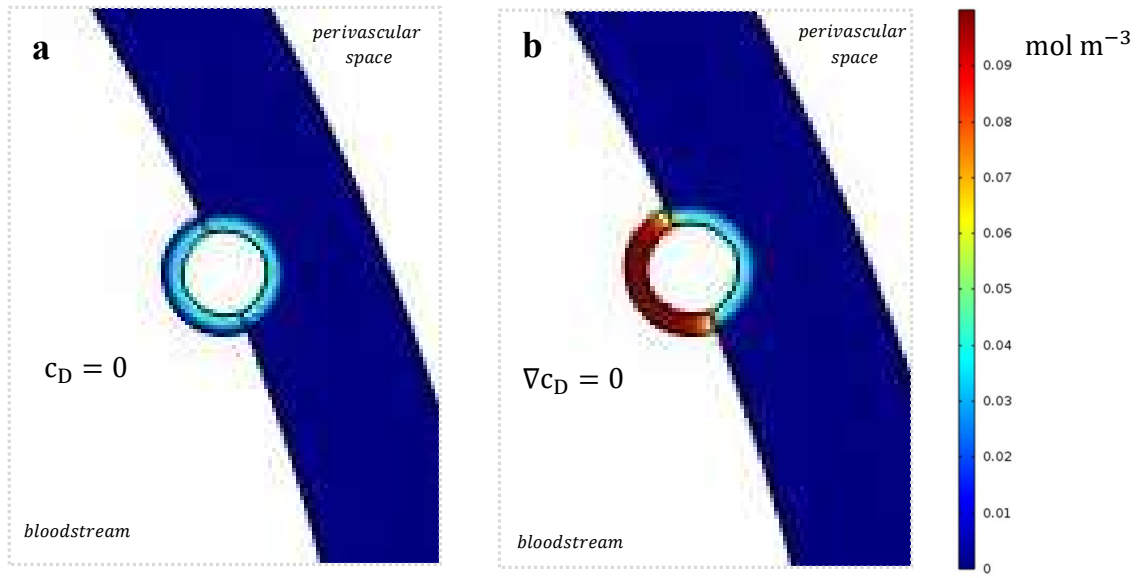 a
perivascular
space
c_D = 0
bloodstream
b
perivascular
space
∇c_D = 0
bloodstream
mol m⁻³
0.09
0.08
0.07
0.06
0.05
0.04
0.03
0.02
0.01
0